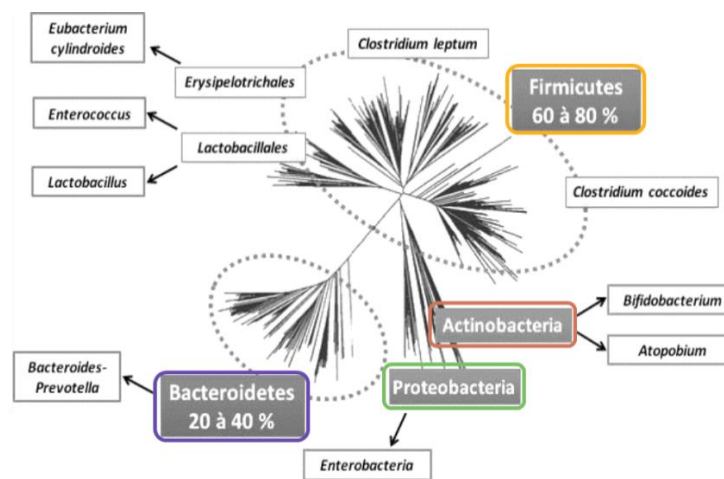 Eubacterium
cylindroides
Clostridium leptum
Erysipelotrichales
Firmicutes
60 à 80 %
Enterococcus
Lactobacillales
Lactobacillus
Clostridium coccoides
Bifidobacterium
Actinobacteria
Atopobium
Bacteroides-
Prevotella
Bacteroidetes
20 à 40 %
Proteobacteria
Enterobacteria